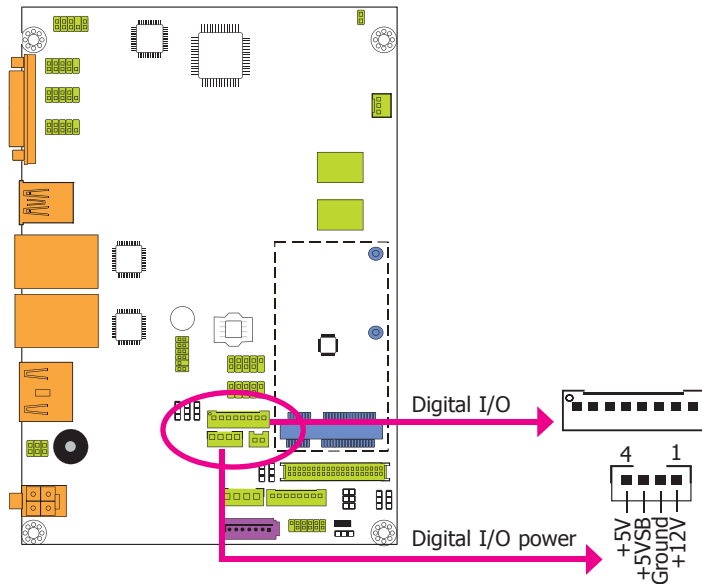 Digital I/O
4 1
+5V
+5VSB
Ground
+12V
Digital I/O power